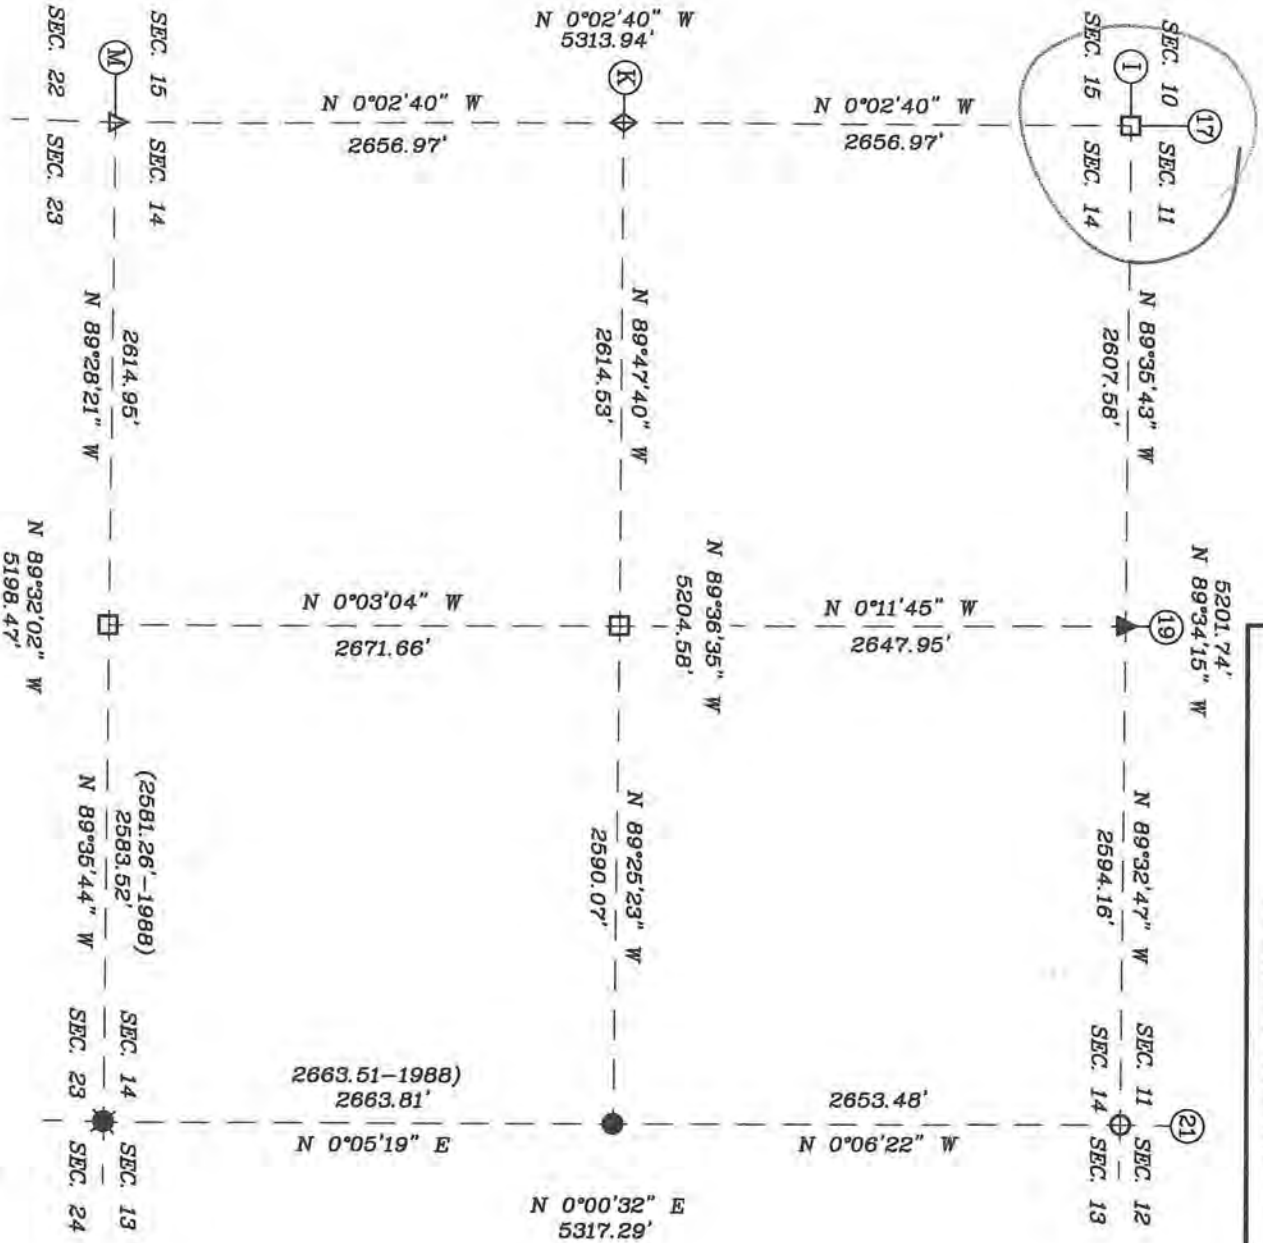 N 0°02'40" W
5313.94'
SEC. 15
SEC. 22
SEC. 14
SEC. 23
M
N 0°02'40" W
2656.97'
K
N 0°02'40" W
2656.97'
SEC. 10
SEC. 15
SEC. 11
SEC. 14
I
17
2614.95'
N 89°28'21" W
N 89°47'40" W
2614.53'
N 89°35'43" W
2607.58'
N 89°32'02" W
5198.47'
N 0°03'04" W
2671.66'
N 89°36'35" W
5204.58'
N 0°11'45" W
2647.95'
19
5201.74'
N 89°34'15" W
(2581.26'-1988)
2583.52'
N 89°35'44" W
N 89°25'23" W
2590.07'
N 89°32'47" W
2594.16'
SEC. 14
SEC. 23
SEC. 13
SEC. 24
2663.51-1988)
2663.81'
N 0°05'19" E
2653.48'
N 0°06'22" W
SEC. 11
SEC. 14
SEC. 12
SEC. 13
21
N 0°00'32" E
5317.29'